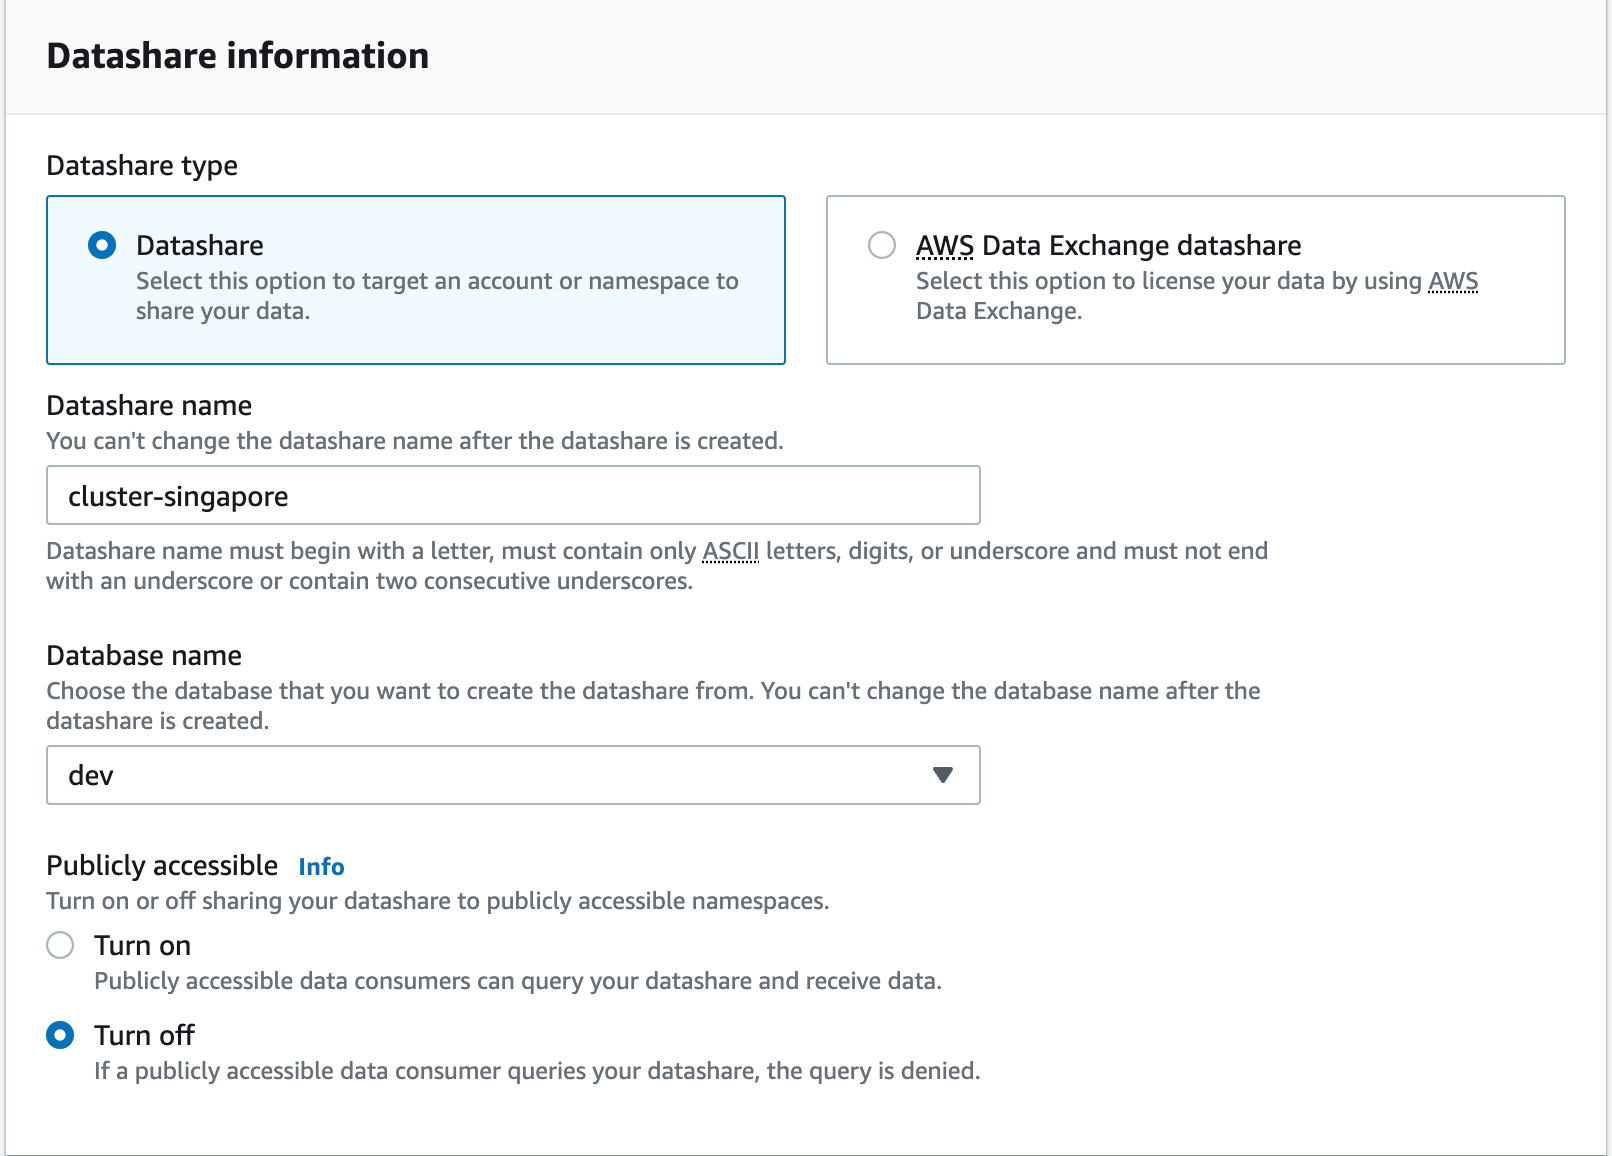 Datashare information
Datashare type
Datashare
Select this option to target an account or namespace to
share your data.
AWS Data Exchange datashare
Select this option to license your data by using AWS
Data Exchange.
Datashare name
You can't change the datashare name after the datashare is created.
cluster-singapore
Datashare name must begin with a letter, must contain only ASCII letters, digits, or underscore and must not end
with an underscore or contain two consecutive underscores.
Database name
Choose the database that you want to create the datashare from. You can't change the database name after the
datashare is created.
dev
Publicly accessible Info
Turn on or off sharing your datashare to publicly accessible namespaces.
Turn on
Publicly accessible data consumers can query your datashare and receive data.
Turn off
If a publicly accessible data consumer queries your datashare, the query is denied.